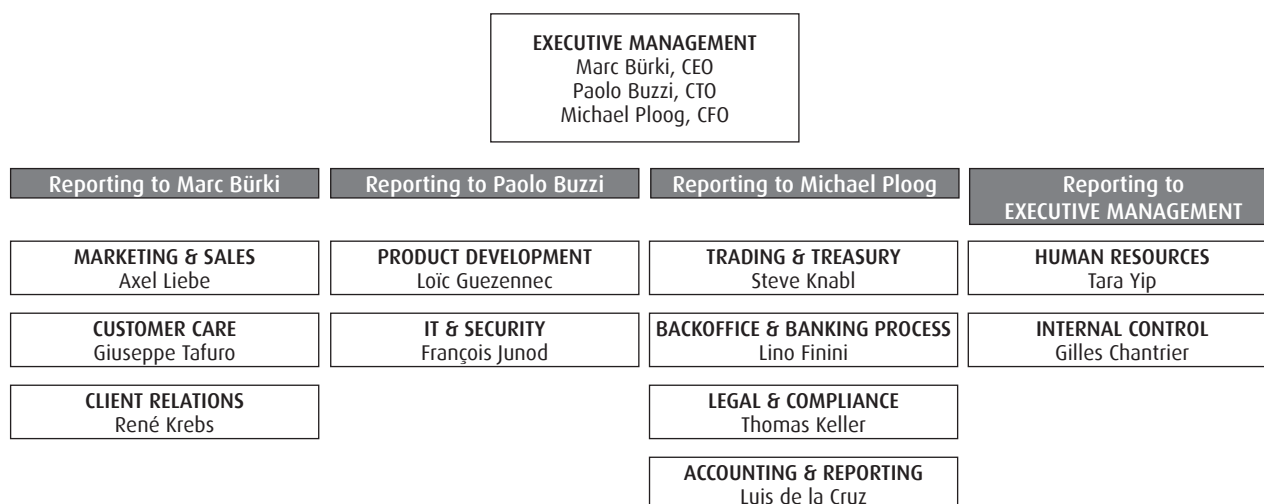 EXECUTIVE MANAGEMENT
Marc Bürki, CEO
Paolo Buzzi, CTO
Michael Ploog, CFO
Reporting to Marc Bürki
MARKETING & SALES
Axel Liebe
CUSTOMER CARE
Giuseppe Tafuro
CLIENT RELATIONS
René Krebs
Reporting to Paolo Buzzi
PRODUCT DEVELOPMENT
Loïc Guezennec
IT & SECURITY
François Junod
Reporting to Michael Ploog
TRADING & TREASURY
Steve Knabl
BACKOFFICE & BANKING PROCESS
Lino Finini
LEGAL & COMPLIANCE
Thomas Keller
ACCOUNTING & REPORTING
Luis de la Cruz
Reporting to
EXECUTIVE MANAGEMENT
HUMAN RESOURCES
Tara Yip
INTERNAL CONTROL
Gilles Chantrier